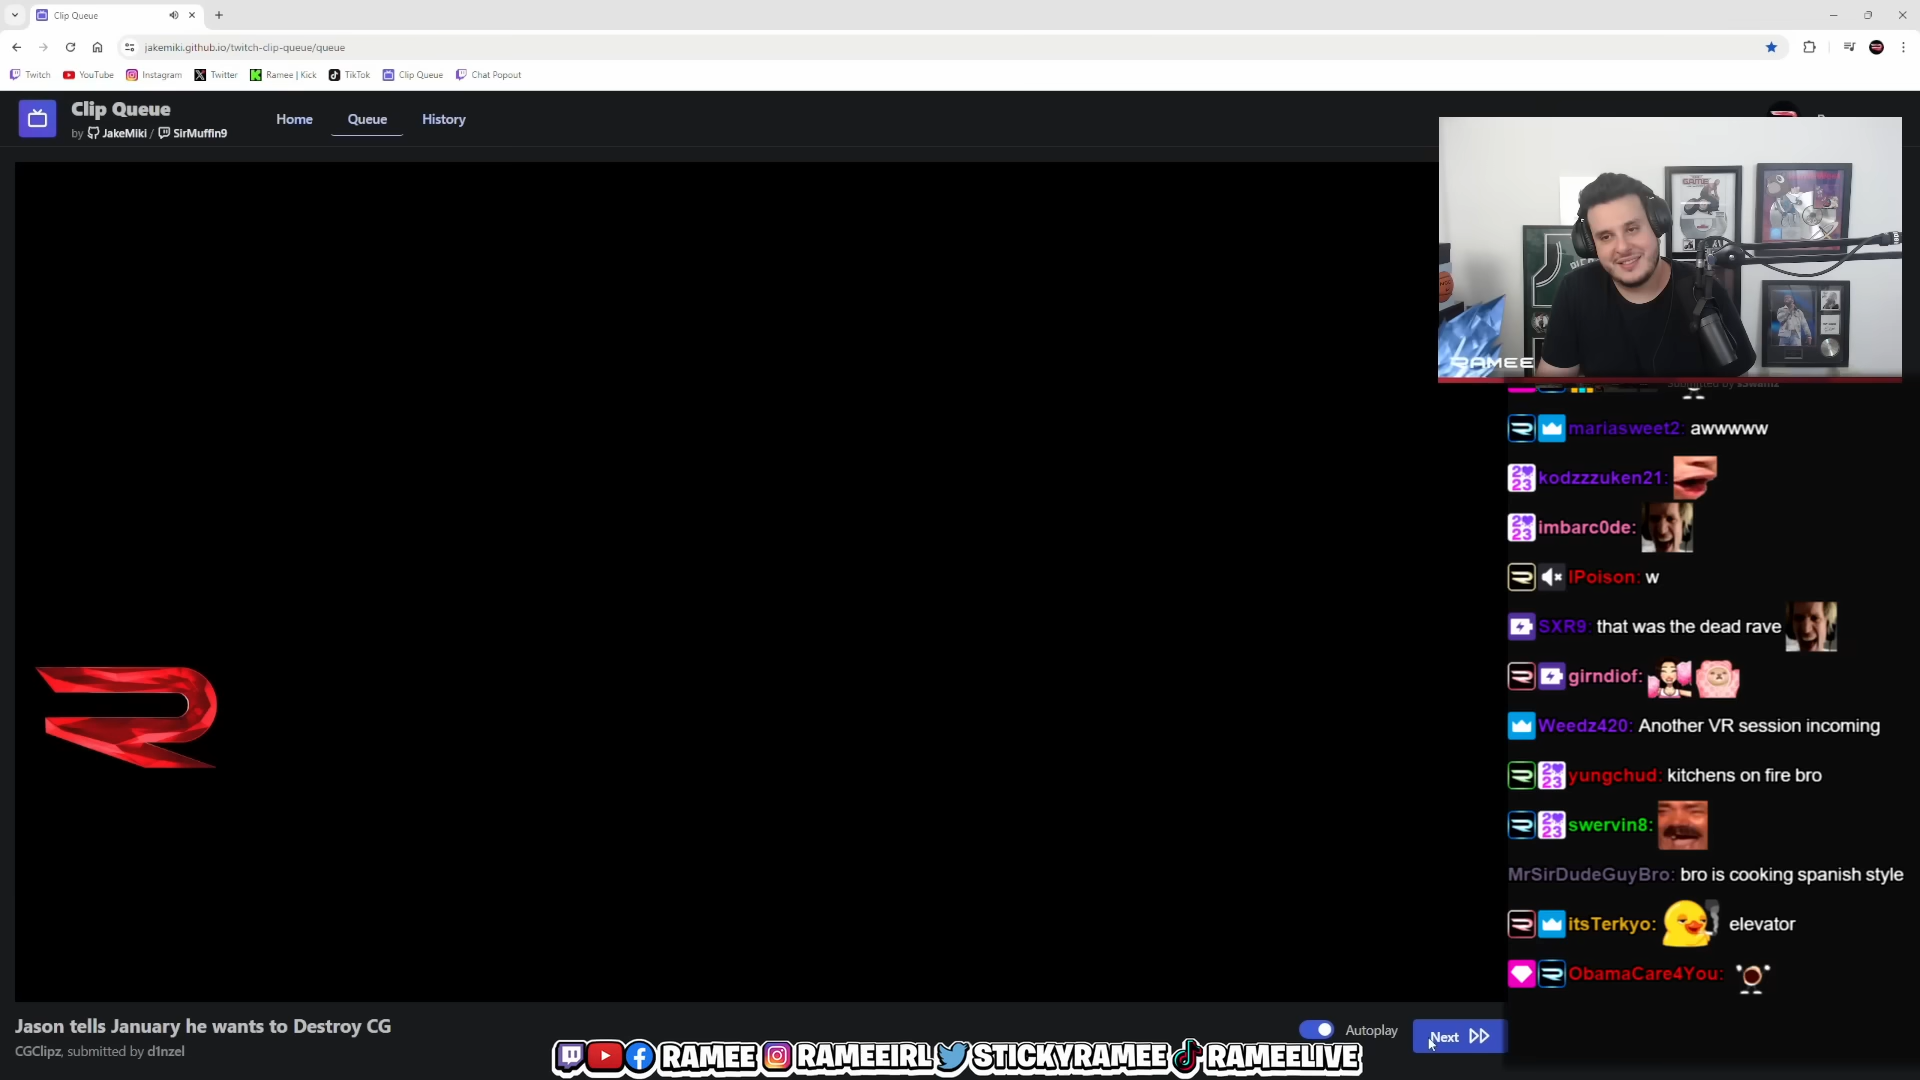 Clip Queue
jakemiki.github.io/twitch-clip-queue/queue
Twitch
YouTube
Instagram
Twitter
Ramee | Kick
TikTok
Clip Queue
Chat Popout
Clip Queue
by JakeMiki / SirMuffin9
Home
Queue
History
GAME
RAMEE
mariasweet2: awwwww
kodzzzuken21:
imbarc0de:
IPoison: w
SXR9: that was the dead rave
girndiof:
Weedz420: Another VR session incoming
yungchud: kitchens on fire bro
swervin8:
MrSirDudeGuyBro: bro is cooking spanish style
itsTerkyo: elevator
ObamaCare4You:
Jason tells January he wants to Destroy CG
CGClipz, submitted by d1nzel
Autoplay
Next
RAMEE RAMEEIRL STICKYRAMEE RAMEELIVE